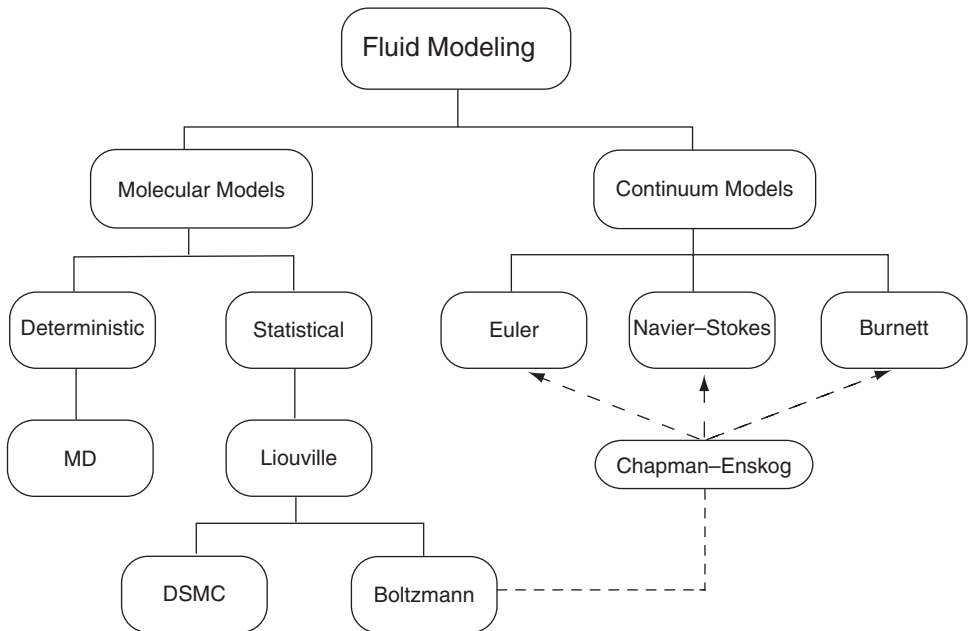 Fluid Modeling
Molecular Models
Continuum Models
Deterministic
Statistical
Euler
Navier–Stokes
Burnett
MD
Liouville
Chapman–Enskog
DSMC
Boltzmann